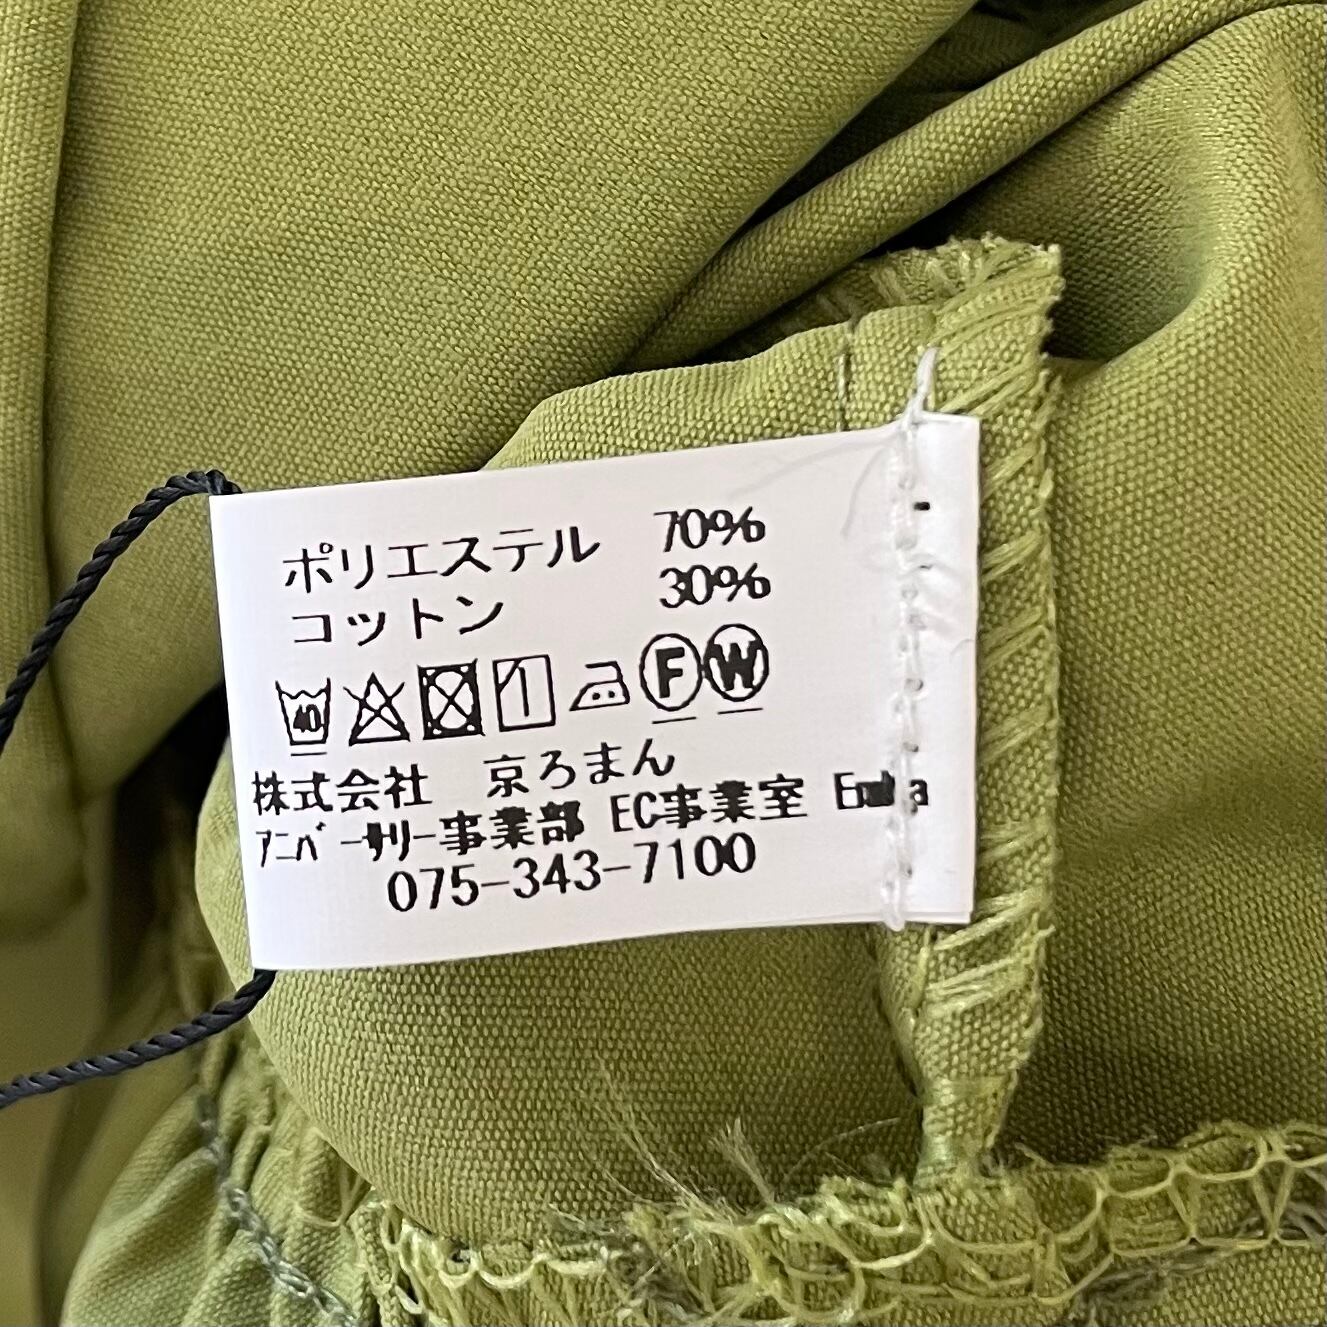 ポリエステル 70%
コットン 30%
40
F W
株式会社 京ろまん
アニバーサリー事業部 EC事業室
075-343-7100